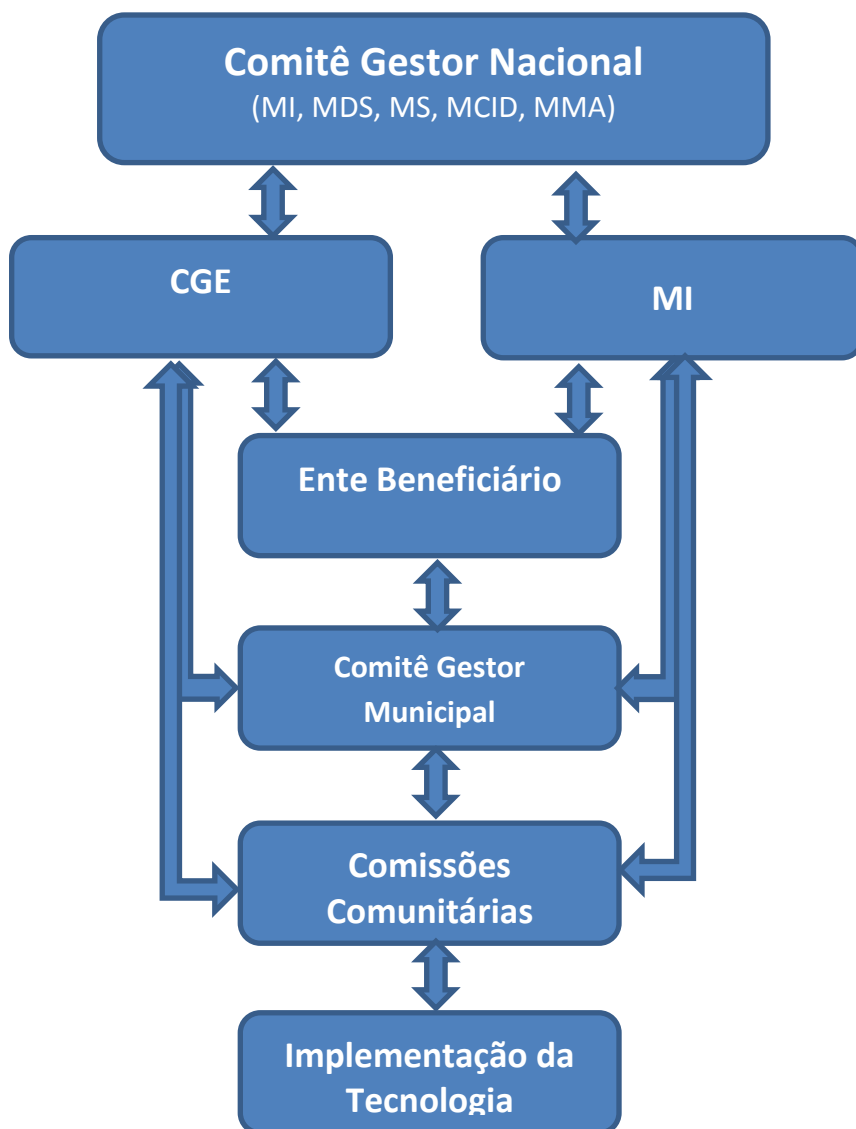 Comitê Gestor Nacional
(MI, MDS, MS, MCID, MMA)
CGE
MI
Ente Beneficiário
Comitê Gestor
Municipal
Comissões
Comunitárias
Implementação da
Tecnologia